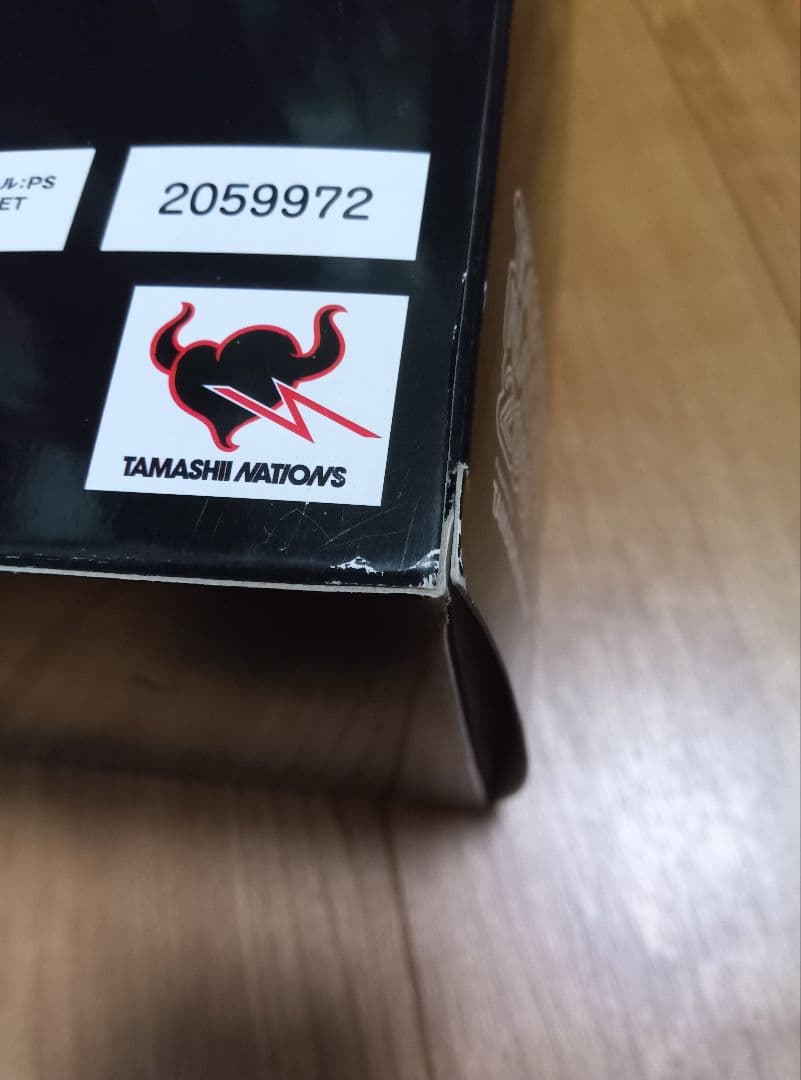 ル:PS
ET
2059972
TAMASHII NATIONS